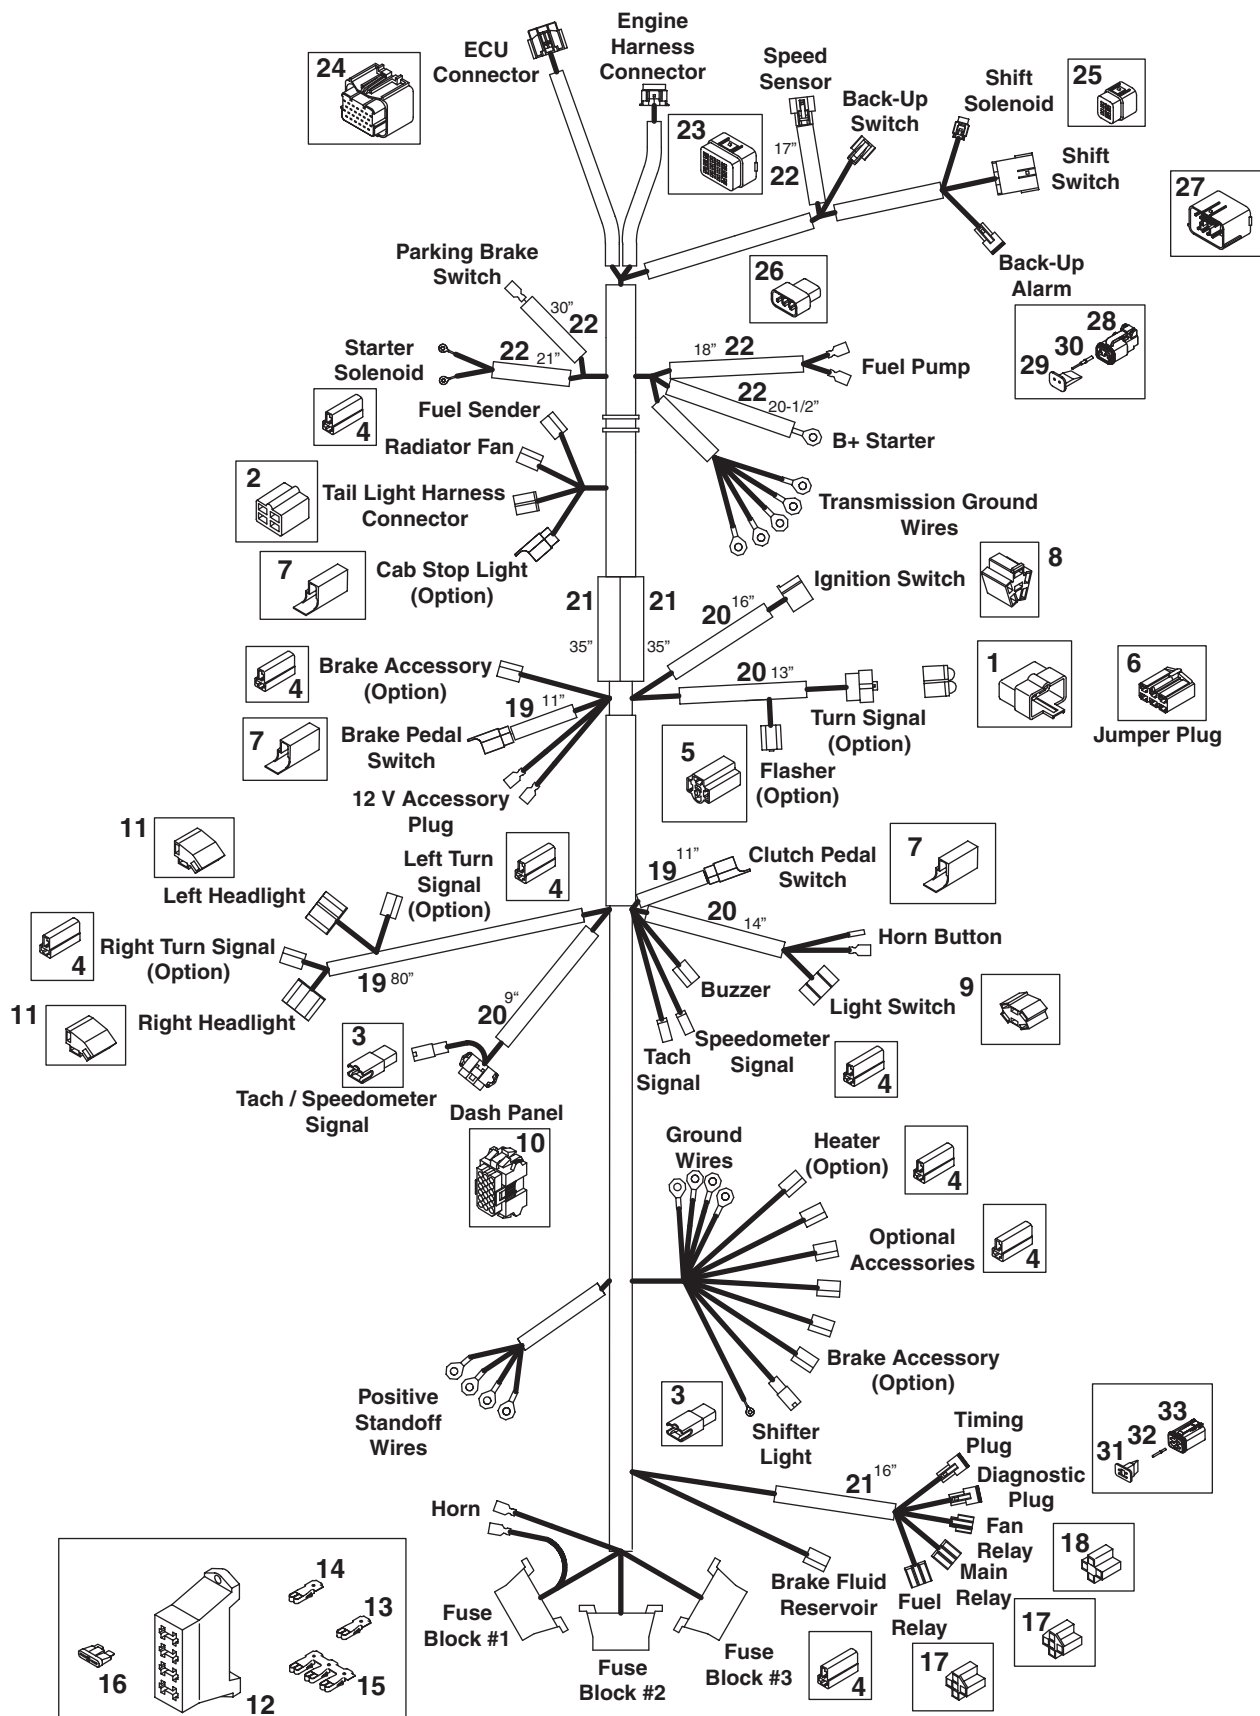 Engine
Harness
Connector
ECU
Connector
24
Speed
Sensor
Shift
Solenoid
25
Back-Up
Switch
23
17”
22
Shift
Switch
27
Parking Brake
Switch
26
Back-Up
Alarm
30”
22
28
30
29
Starter
Solenoid
22
21”
18”
22
Fuel Pump
22
20-1/2”
4
Fuel Sender
B+ Starter
Radiator Fan
2
Tail Light Harness
Connector
Transmission Ground
Wires
7
Cab Stop Light
(Option)
Ignition Switch
8
21
21
35”
35”
20
16”
4
Brake Accessory
(Option)
20
13”
1
6
19
11”
7
Brake Pedal
Switch
Turn Signal
(Option)
Jumper Plug
5
Flasher
(Option)
12 V Accessory
Plug
11
Left Turn
Signal
(Option)
4
19
11”
Clutch Pedal
Switch
7
Left Headlight
20
14”
4
Right Turn Signal
(Option)
Horn Button
19
80”
Buzzer
Light Switch
9
11
Right Headlight
20
9“
3
Speedometer
Signal
Tach
Signal
4
Tach / Speedometer
Signal
Dash Panel
10
Ground
Wires
Heater
(Option)
4
Optional
Accessories
4
Brake Accessory
(Option)
Positive
Standoff
Wires
3
Shifter
Light
Timing
Plug
33
32
31
21
16”
Diagnostic
Plug
Horn
Fan
Relay
18
Main
Relay
Brake Fluid
Reservoir
Fuel
Relay
17
14
13
Fuse
Block #1
Fuse
Block #2
Fuse
Block #3
4
17
16
15
12